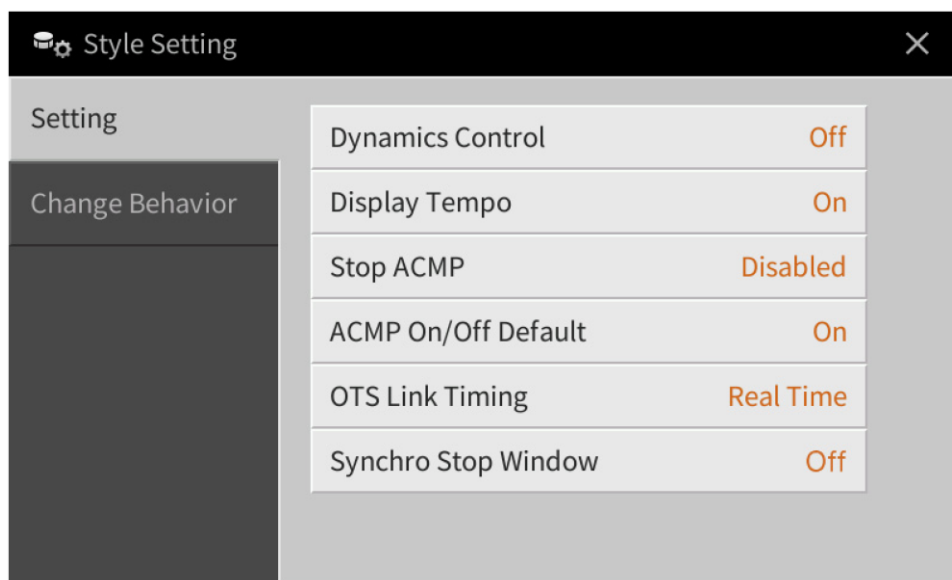 Style Setting
Setting
Change Behavior
Dynamics Control Off
Display Tempo On
Stop ACMP Disabled
ACMP On/Off Default On
OTS Link Timing Real Time
Synchro Stop Window Off